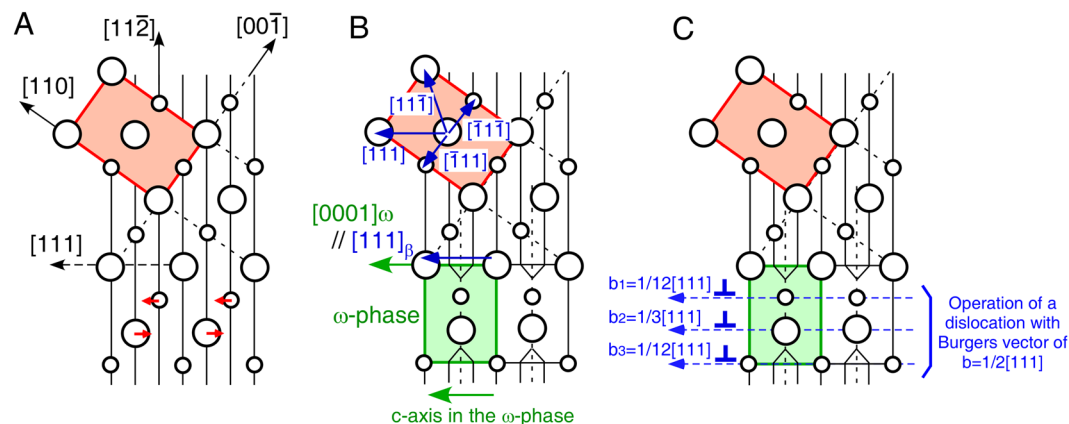 A
[112̅]
[001̅]
[110]
[111]
B
[111̅]
[1̅11̅]
[111]
[1̅11]
[0001]ω
// [111]β
ω-phase
c-axis in the ω-phase
C
b1=1/12[111]
b2=1/3[111]
b3=1/12[111]
Operation of a
dislocation with
Burgers vector of
b=1/2[111]